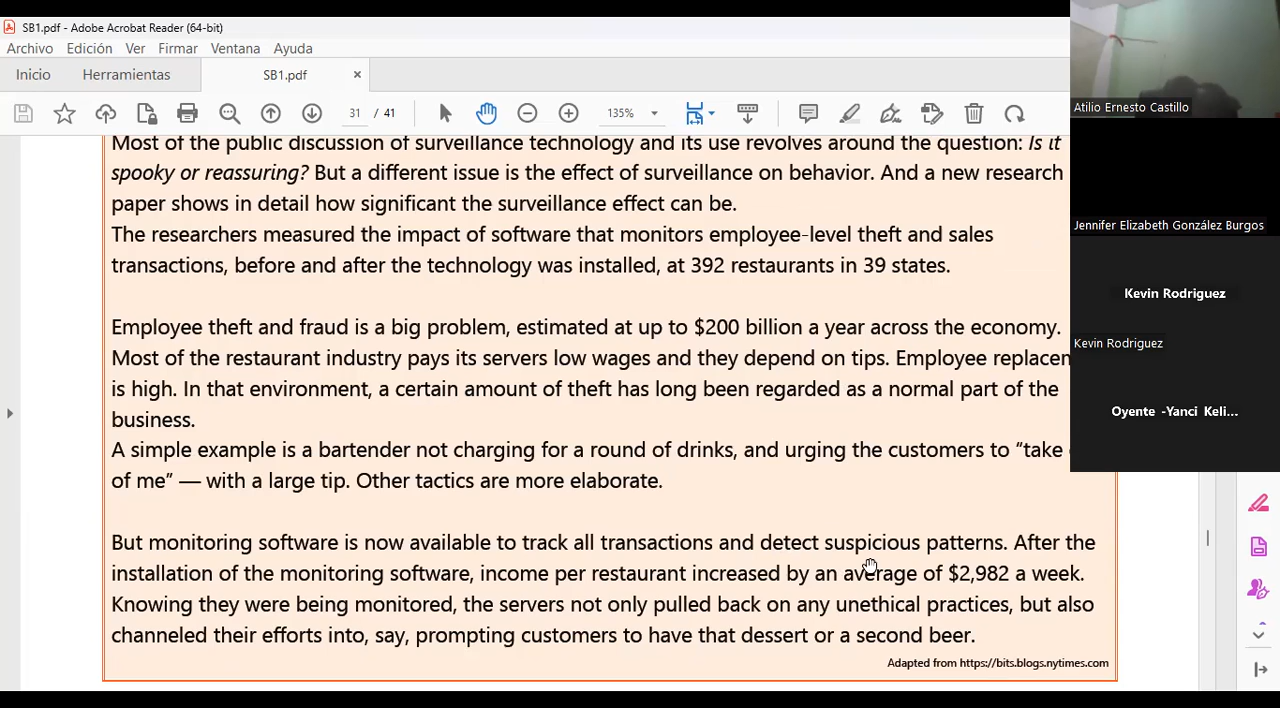 SB1.pdf - Adobe Acrobat Reader (64-bit)
Archivo Edición Ver Firmar Ventana Ayuda
Inicio Herramientas SB1.pdf ×
31 / 41 135%
Most of the public discussion of surveillance technology and its use revolves around the question: Is it
spooky or reassuring? But a different issue is the effect of surveillance on behavior. And a new research
paper shows in detail how significant the surveillance effect can be.
The researchers measured the impact of software that monitors employee-level theft and sales
transactions, before and after the technology was installed, at 392 restaurants in 39 states.
Employee theft and fraud is a big problem, estimated at up to $200 billion a year across the economy.
Most of the restaurant industry pays its servers low wages and they depend on tips. Employee replacem
is high. In that environment, a certain amount of theft has long been regarded as a normal part of the
business.
A simple example is a bartender not charging for a round of drinks, and urging the customers to “take
of me” — with a large tip. Other tactics are more elaborate.
But monitoring software is now available to track all transactions and detect suspicious patterns. After the
installation of the monitoring software, income per restaurant increased by an average of $2,982 a week.
Knowing they were being monitored, the servers not only pulled back on any unethical practices, but also
channeled their efforts into, say, prompting customers to have that dessert or a second beer.
Adapted from https://bits.blogs.nytimes.com
Atilio Ernesto Castillo
Jennifer Elizabeth González Burgos
Kevin Rodriguez
Kevin Rodriguez
Oyente -Yanci Keli...